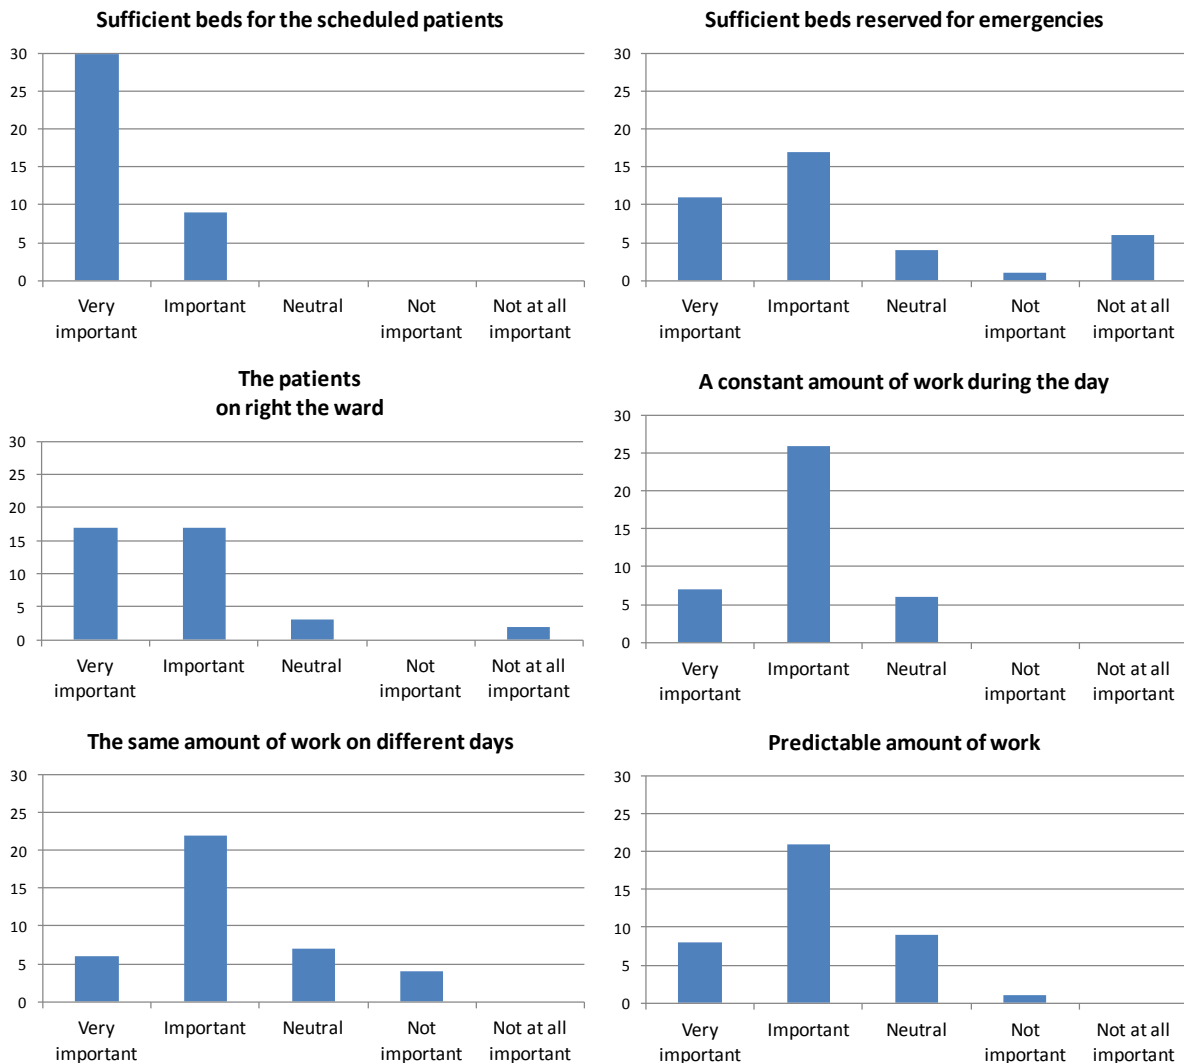 Sufficient beds for the scheduled patients
30
25
20
15
10
5
0
Very important
Important
Neutral
Not important
Not at all important
Sufficient beds reserved for emergencies
30
25
20
15
10
5
0
Very important
Important
Neutral
Not important
Not at all important
The patients
on right the ward
30
25
20
15
10
5
0
Very important
Important
Neutral
Not important
Not at all important
A constant amount of work during the day
30
25
20
15
10
5
0
Very important
Important
Neutral
Not important
Not at all important
The same amount of work on different days
30
25
20
15
10
5
0
Very important
Important
Neutral
Not important
Not at all important
Predictable amount of work
30
25
20
15
10
5
0
Very important
Important
Neutral
Not important
Not at all important